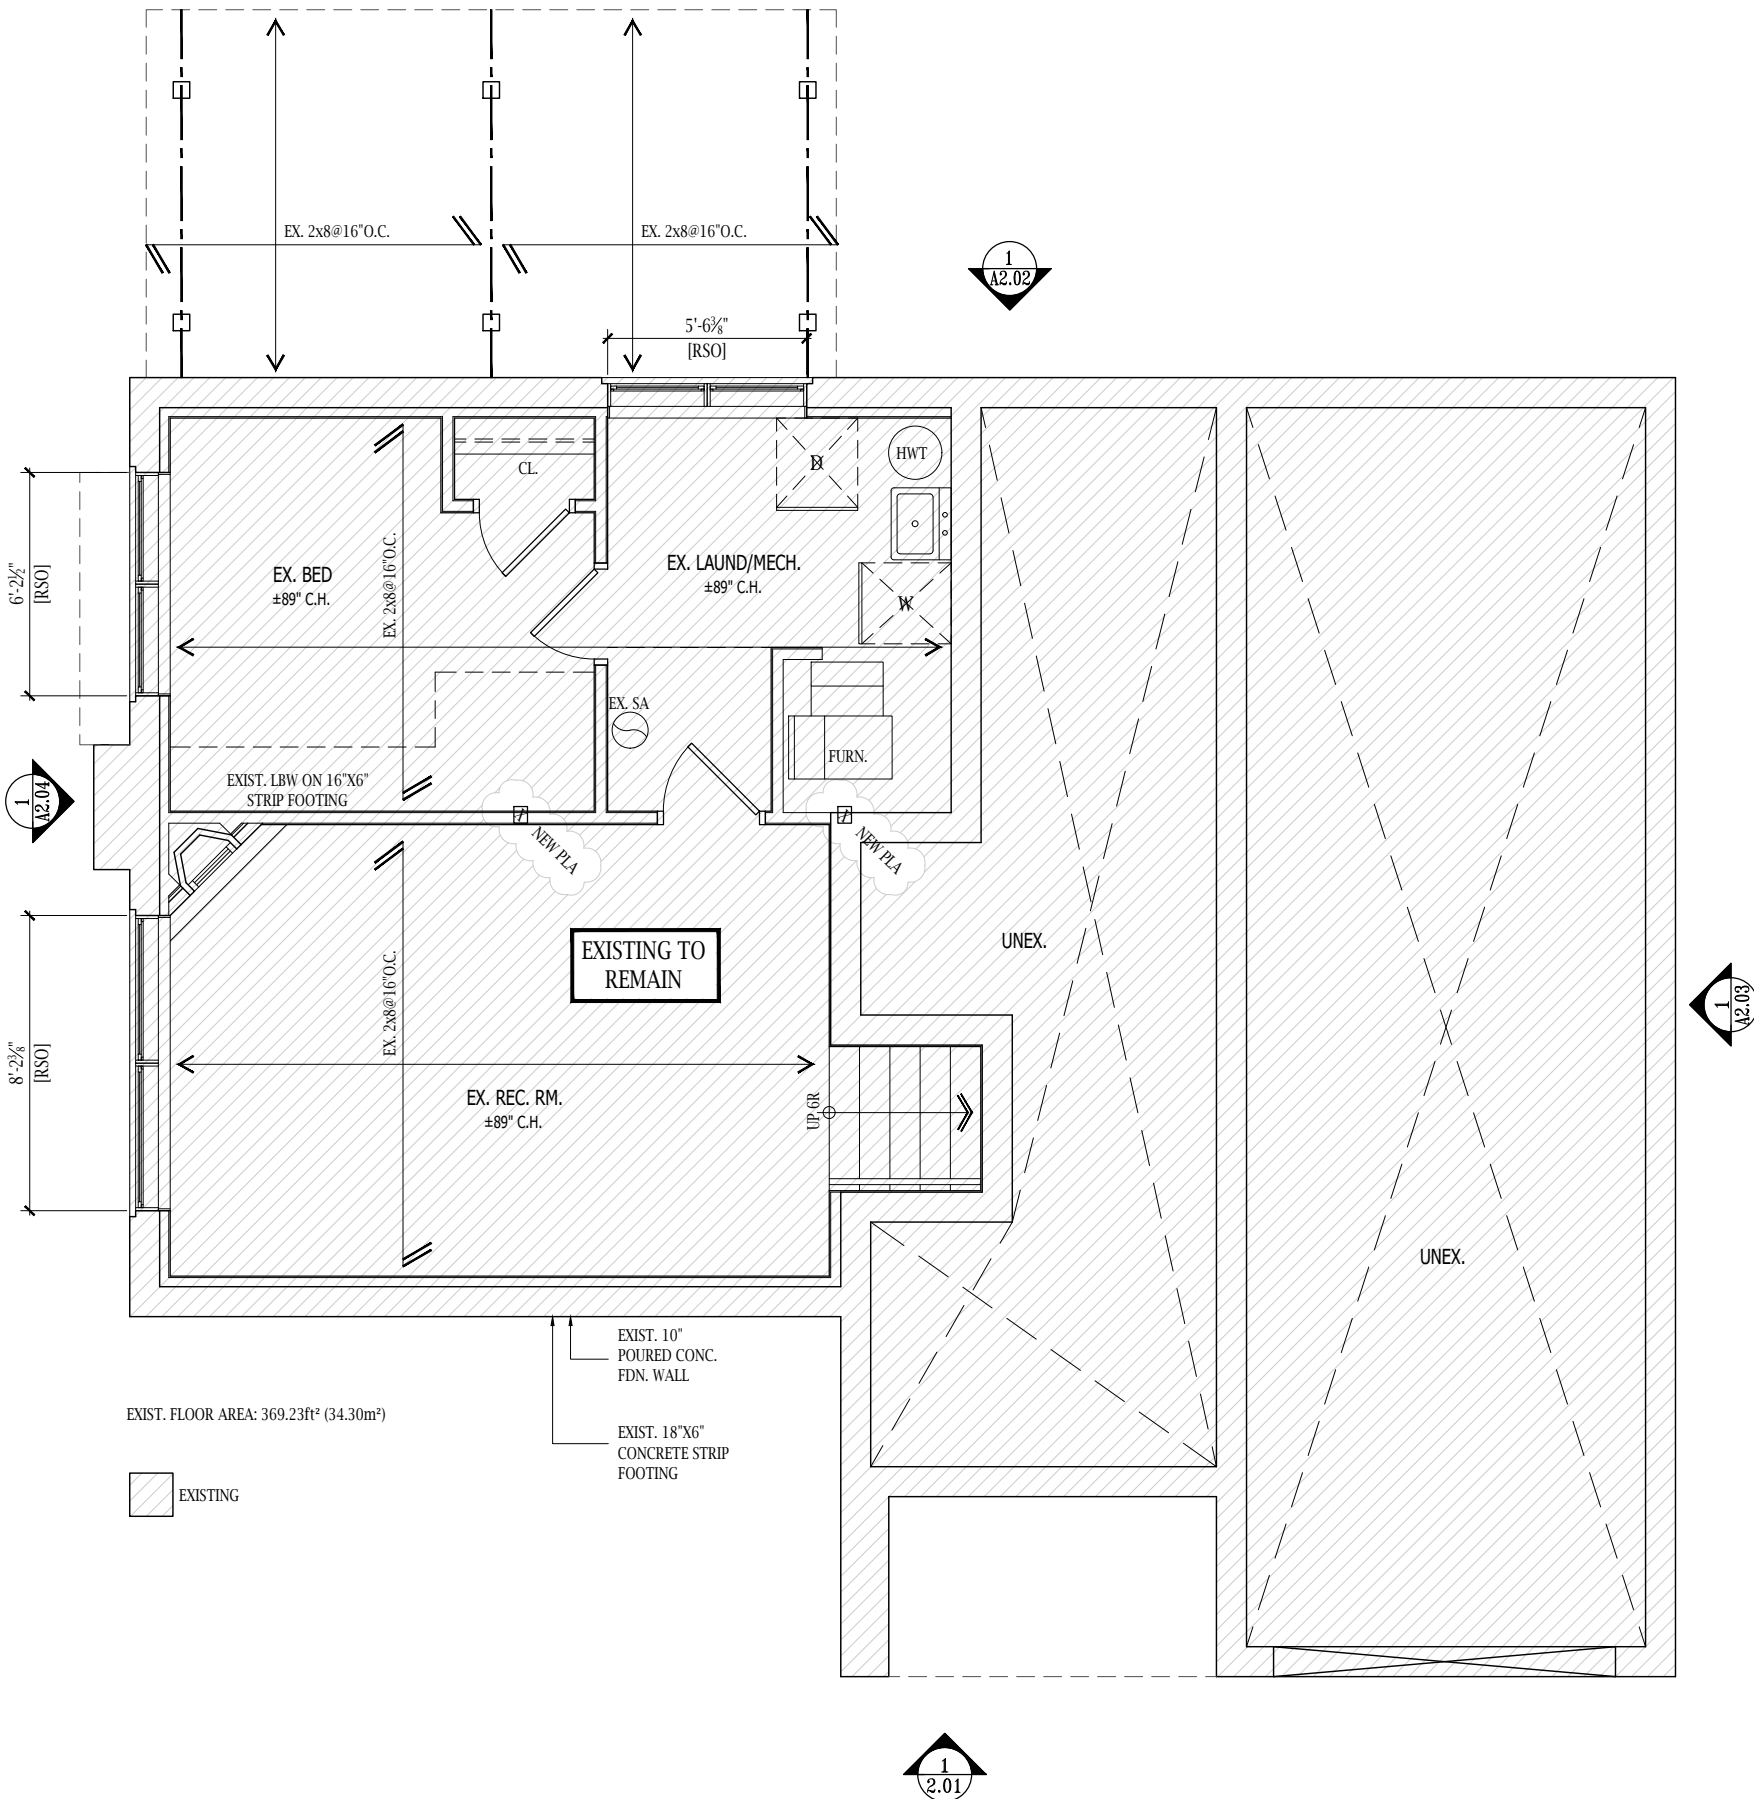 EX. 2x8@16"O.C.
EX. 2x8@16"O.C.
1
A2.02
5'-6⅜"
[RSO]
CL.
D
HWT
6'-2½"
[RSO]
EX. BED
±89" C.H.
EX. 2x8@16"O.C.
EX. LAUND/MECH.
±89" C.H.
W
EX. SA
FURN.
1
A2.04
EXIST. LBW ON 16"X6"
STRIP FOOTING
NEW PLA
NEW PLA
EXISTING TO
REMAIN
UNEX.
EX. 2x8@16"O.C.
1
A2.03
8'-2⅜"
[RSO]
EX. REC. RM.
±89" C.H.
UP 6R
UNEX.
EXIST. 10"
POURED CONC.
FDN. WALL
EXIST. FLOOR AREA: 369.23ft² (34.30m²)
EXIST. 18"X6"
CONCRETE STRIP
FOOTING
EXISTING
1
2.01